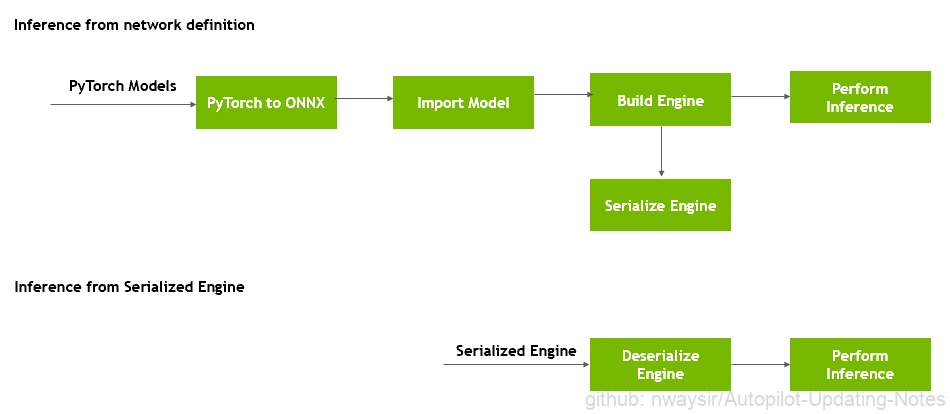 Inference from network definition
PyTorch Models
PyTorch to ONNX
Import Model
Build Engine
Perform
Inference
Serialize Engine
Inference from Serialized Engine
Serialized Engine
Deserialize
Engine
Perform
Inference
github: nwaysir/Autopilot-Updating-Notes